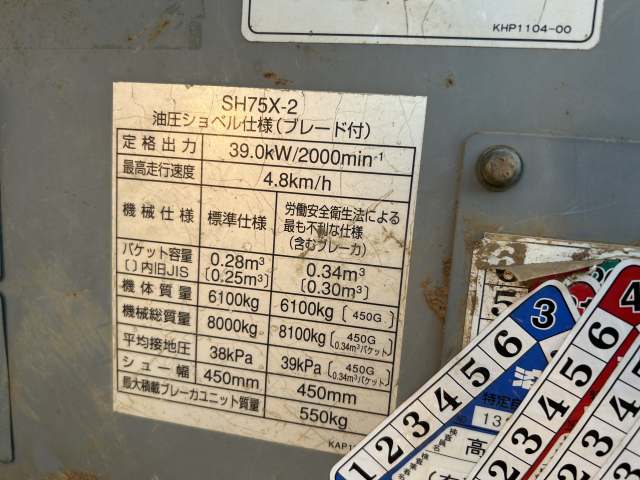 KHP1104-00
SH75X-2
油圧ショベル仕様(ブレード付)
定格出力 39.0kW/2000min-1
最高走行速度 4.8km/h
機械仕様 標準仕様 労働安全衛生法による
最も不利な仕様
(含むブレーカ)
バケット容量 0.28m³ 0.34m³
〔 〕内旧JIS 〔0.25m³〕 〔0.30m³〕
機体質量 6100kg 6100kg〔450G〕
機械総質量 8000kg 8100kg〔450G 0.34m³バケット〕
平均接地圧 38kPa 39kPa〔450G 0.34m³バケット〕
シュー幅 450mm 450mm
最大積載ブレーカユニット質量 550kg
KAP1
3
1 2 3 4 5 6
特定自
4
1 2 3 4 5 6